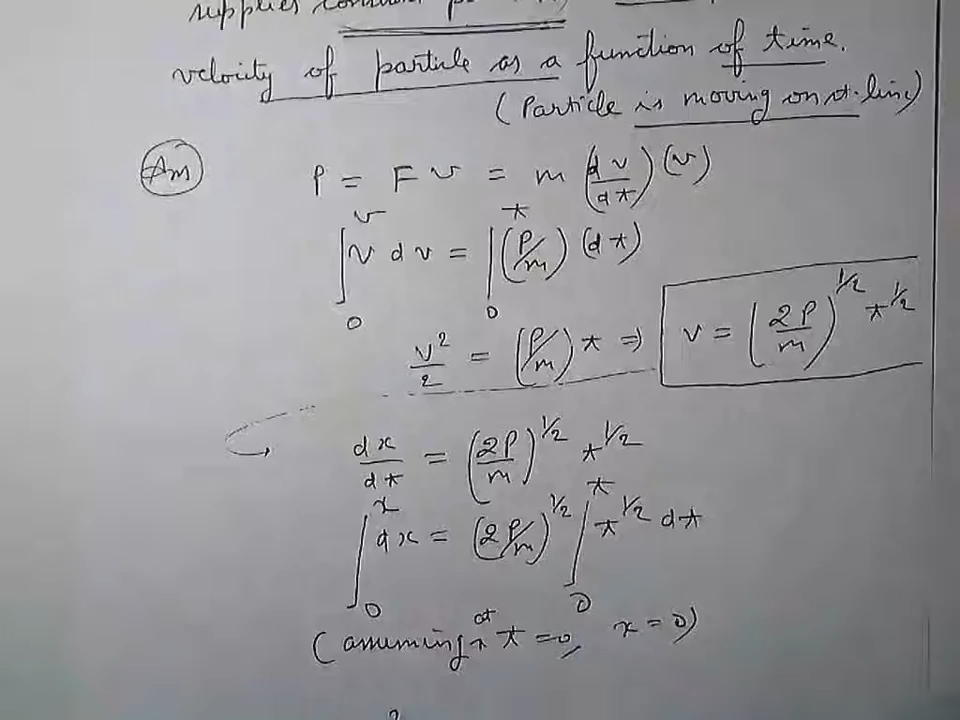 supplies constant
velocity of particle as a function of time.
(Particle is moving on st. line)
Ans
P = F v = m (dv/dt) (v)
∫₀^v v dv = ∫₀^t (P/m) (dt)
v²/2 = (P/m) t ⇒ v = (2P/m)^1/2 t^1/2
dx/dt = (2P/m)^1/2 t^1/2
∫₀^x dx = (2P/m)^1/2 ∫₀^t t^1/2 dt
(assuming at t = 0, x = 0)